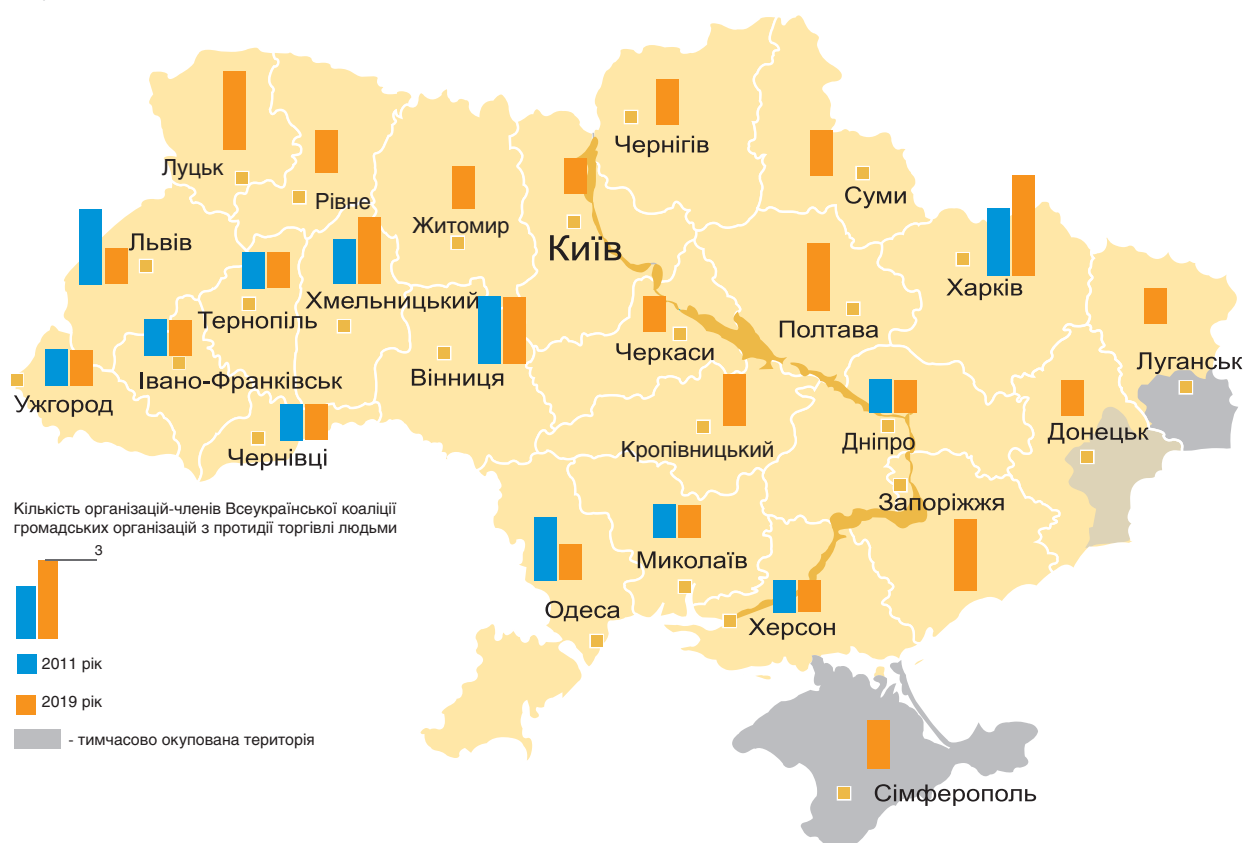 Чернігів
Луцьк
Суми
Рівне
Житомир
Львів
Київ
Харків
Хмельницький
Тернопіль
Полтава
Черкаси
Луганськ
Івано-Франківськ
Вінниця
Ужгород
Донецьк
Дніпро
Кропівницький
Чернівці
Запоріжжя
Кількість організацій-членів Всеукраїнської коаліції
громадських організацій з протидії торгівлі людьми
3
Миколаїв
Одеса
Херсон
2011 рік
2019 рік
- тимчасово окупована територія
Сімферополь